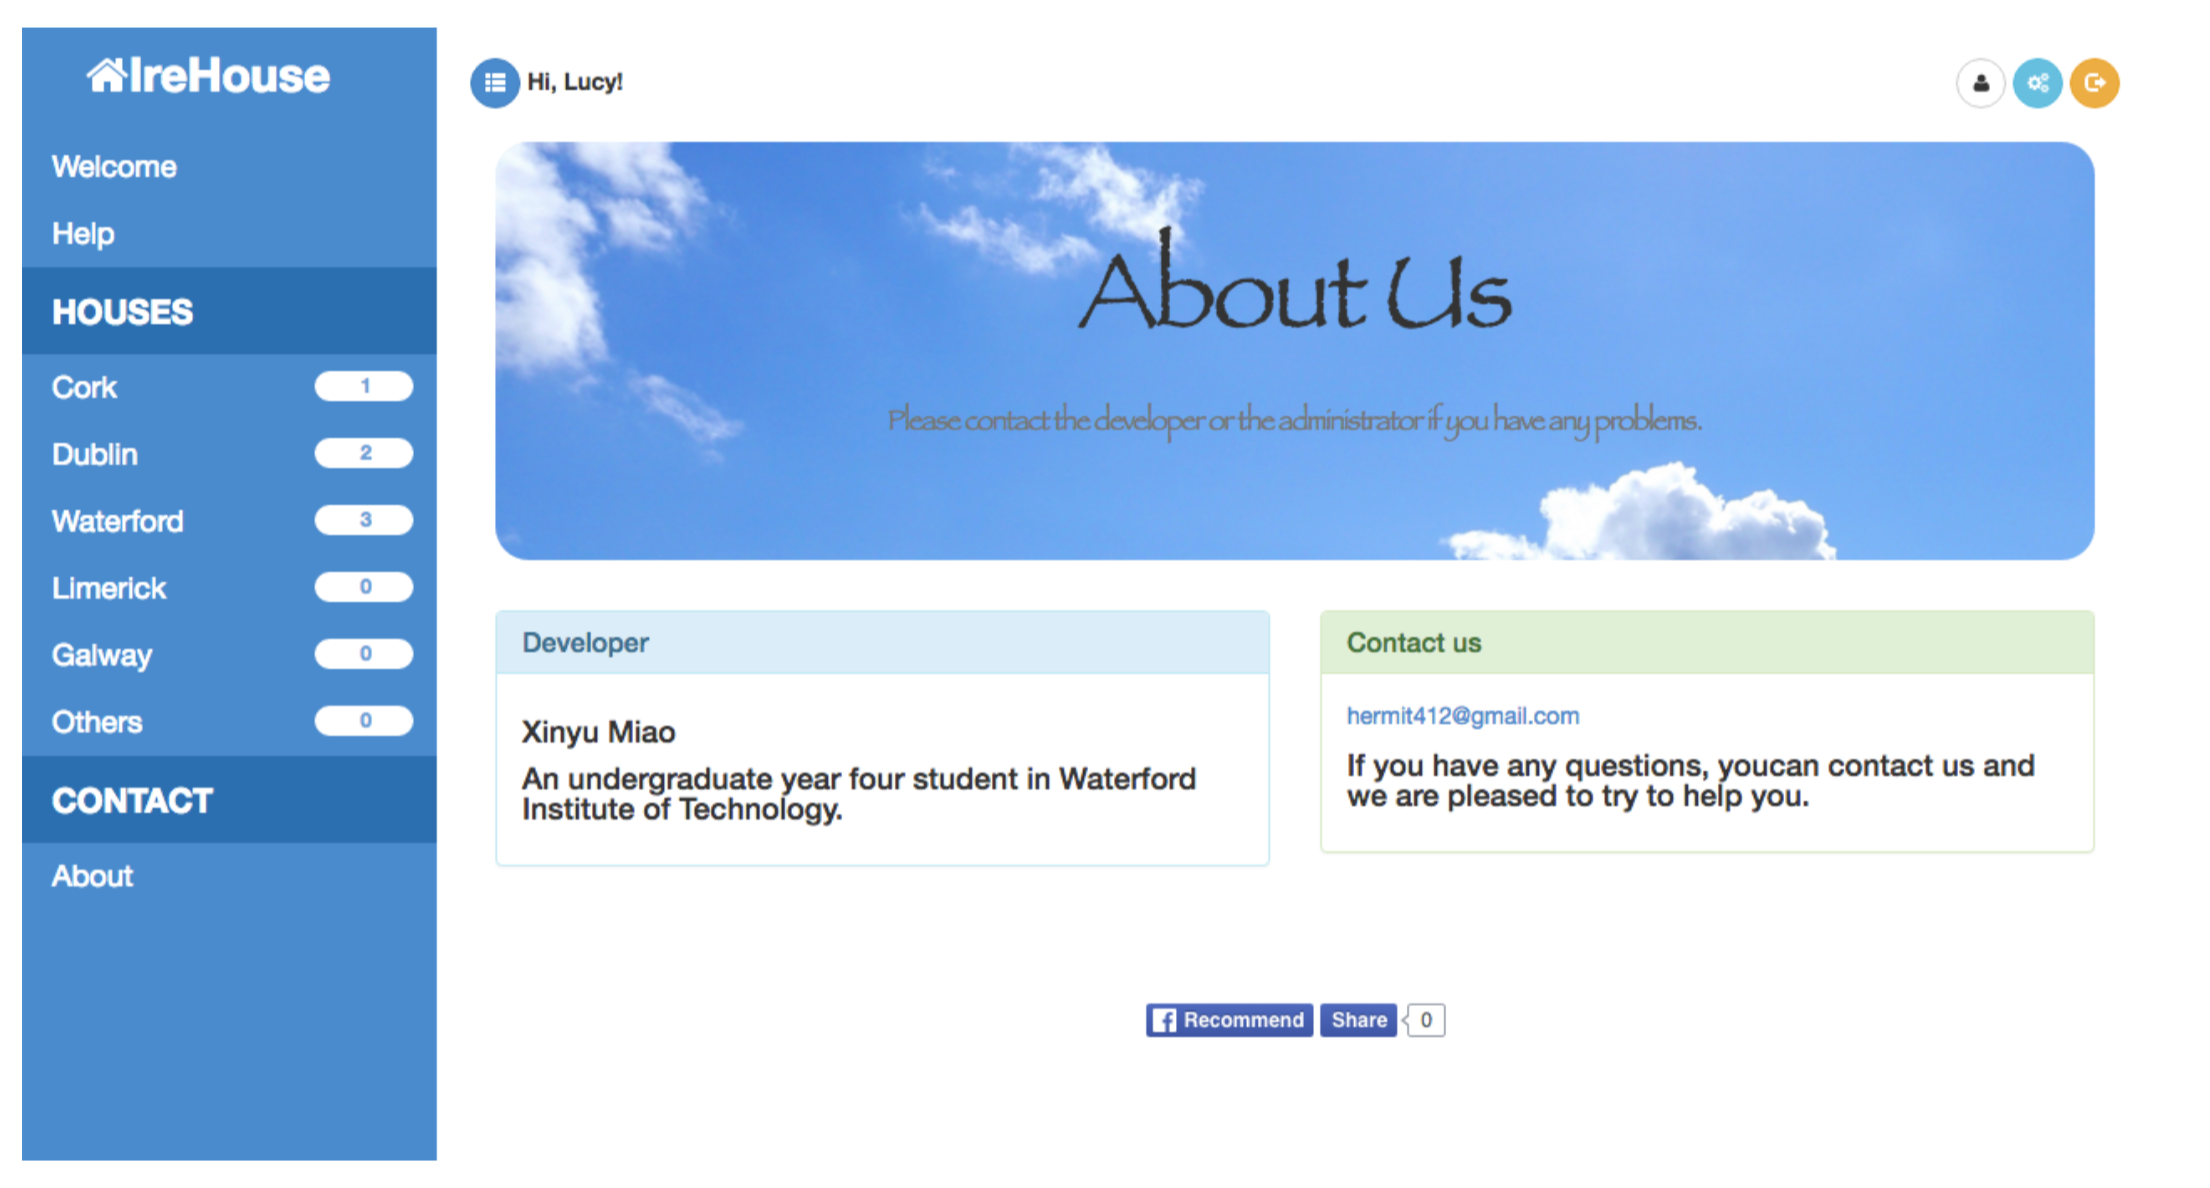 IreHouse
Welcome
Help
HOUSES
Cork 1
Dublin 2
Waterford 3
Limerick 0
Galway 0
Others 0
CONTACT
About
Hi, Lucy!
About Us
Please contact the developer or the administrator if you have any problems.
Developer
Xinyu Miao
An undergraduate year four student in Waterford
Institute of Technology.
Contact us
hermit412@gmail.com
If you have any questions, youcan contact us and
we are pleased to try to help you.
Recommend Share 0